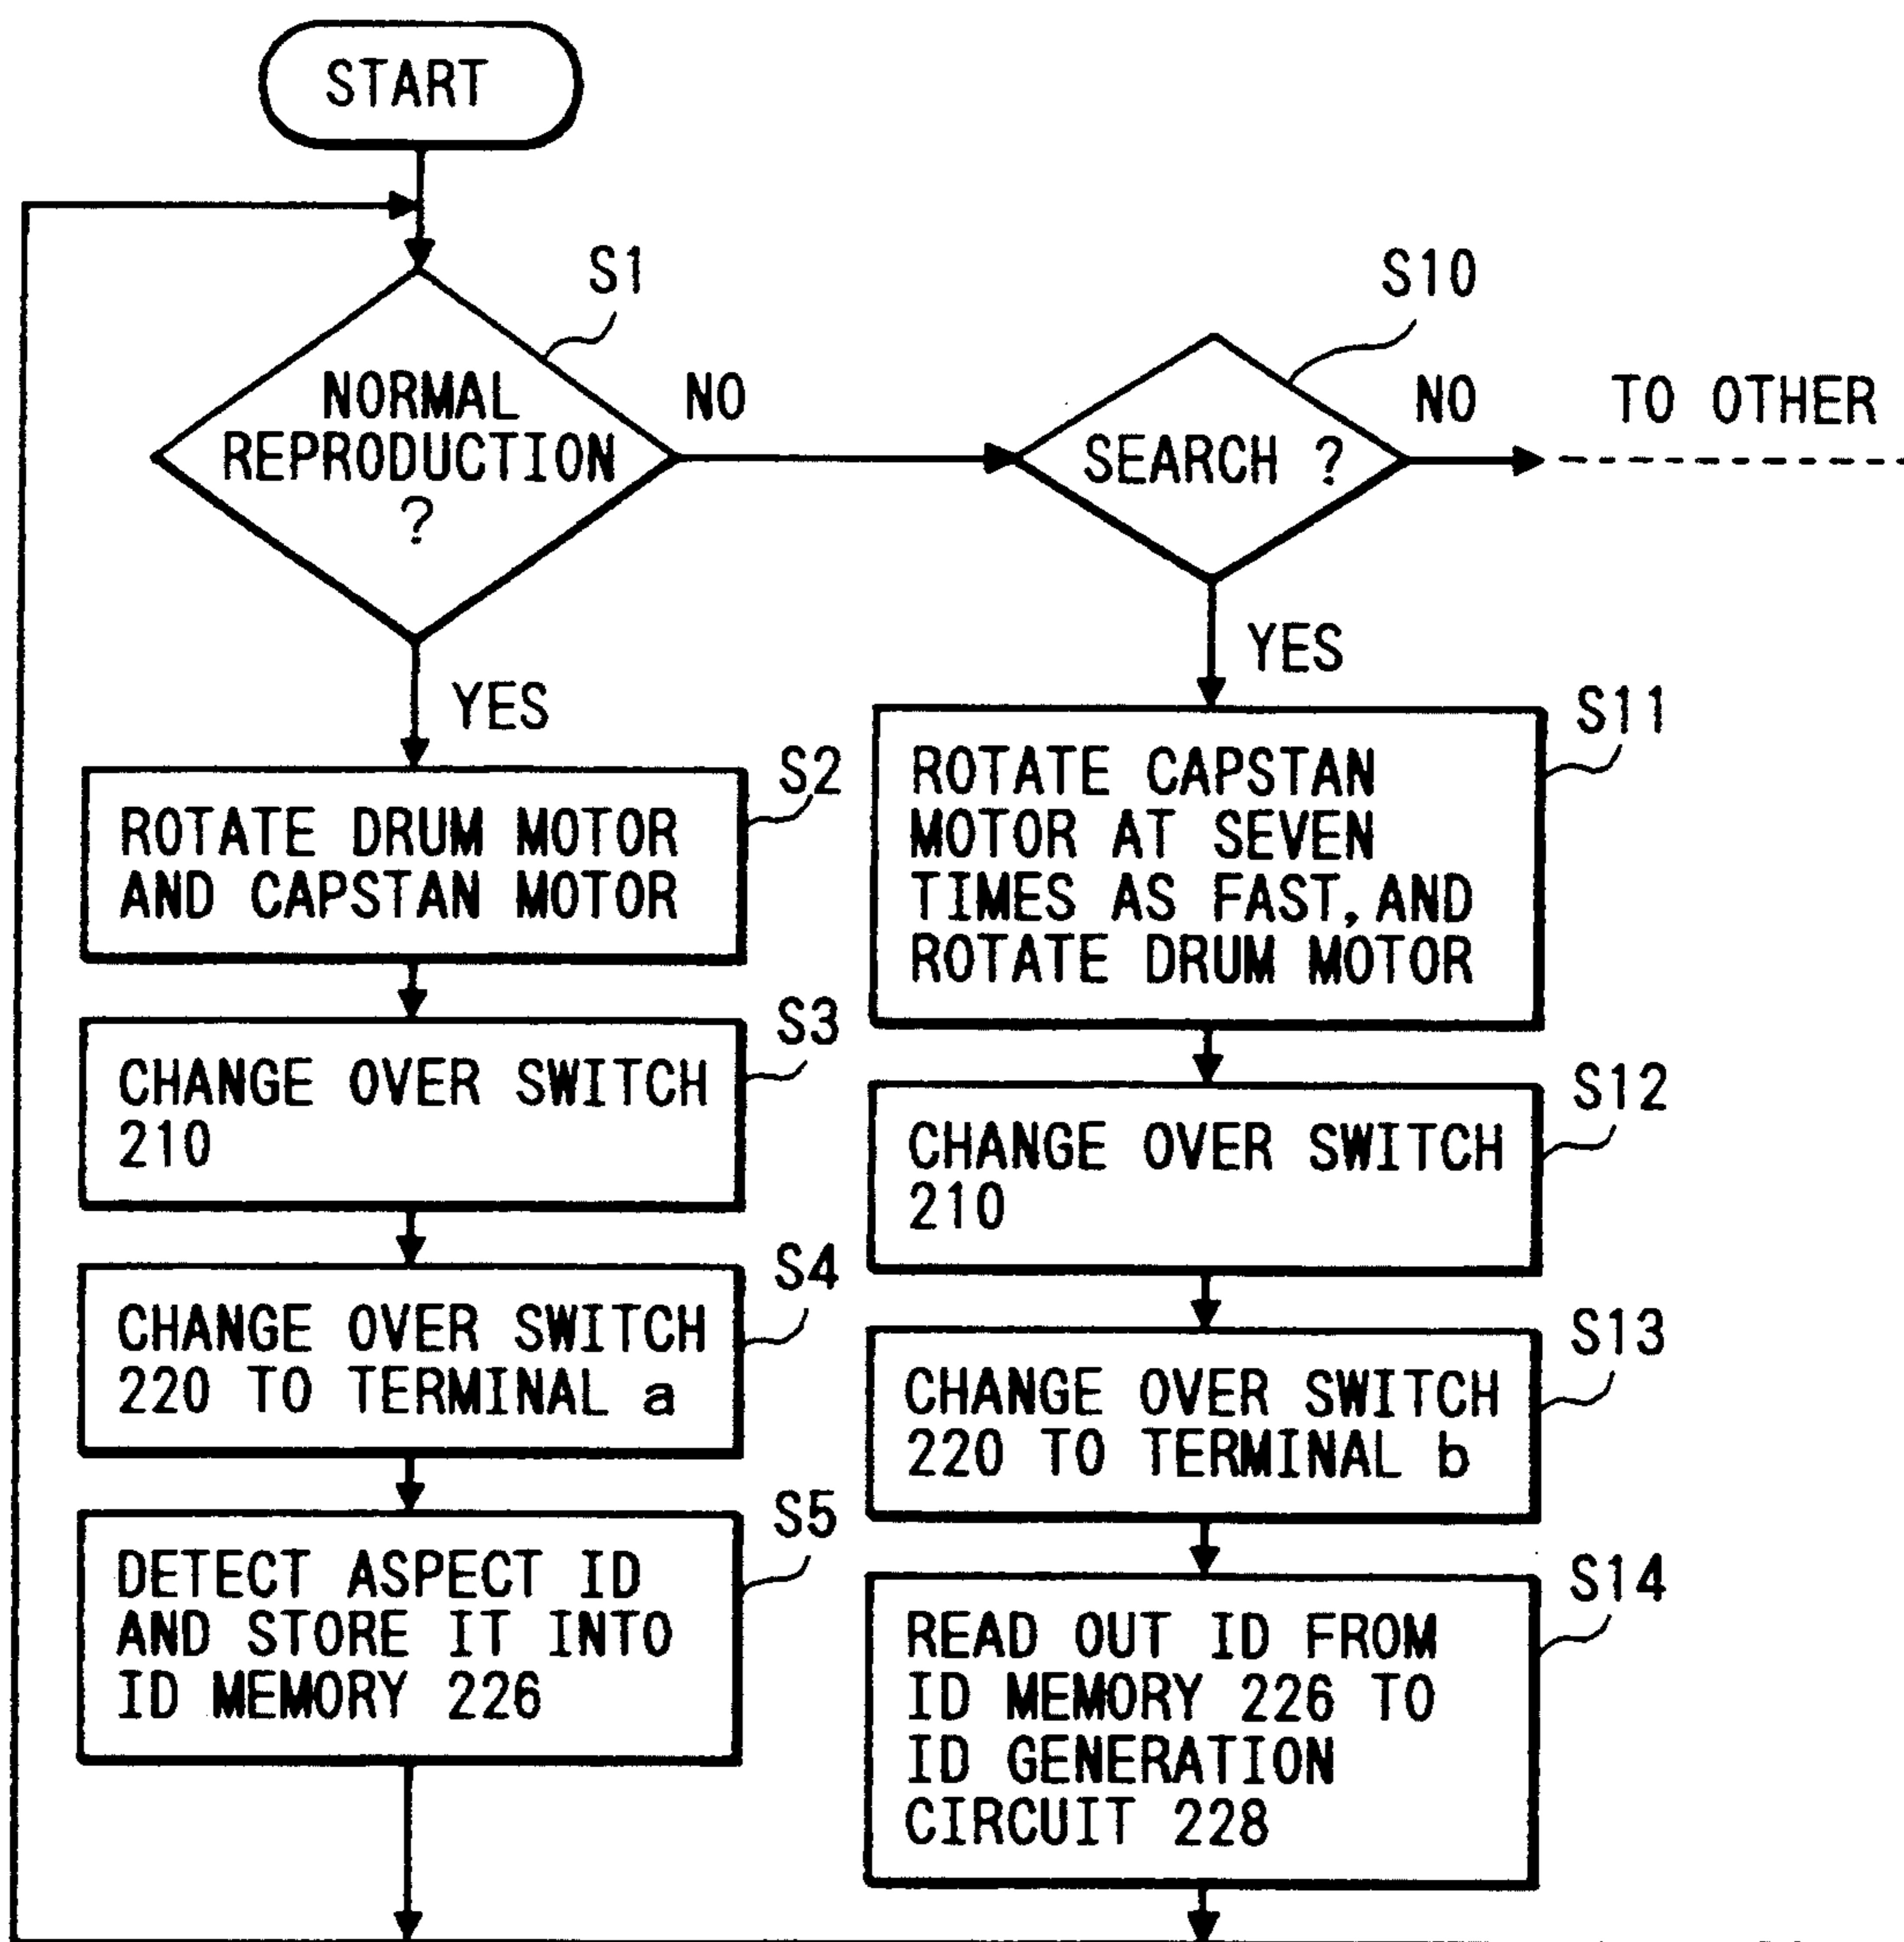 START
S1
NORMAL
REPRODUCTION
?
NO
YES
S2
ROTATE DRUM MOTOR
AND CAPSTAN MOTOR
S3
CHANGE OVER SWITCH
210
S4
CHANGE OVER SWITCH
220 TO TERMINAL a
S5
DETECT ASPECT ID
AND STORE IT INTO
ID MEMORY 226
S10
SEARCH ?
NO
TO OTHER
YES
S11
ROTATE CAPSTAN
MOTOR AT SEVEN
TIMES AS FAST, AND
ROTATE DRUM MOTOR
S12
CHANGE OVER SWITCH
210
S13
CHANGE OVER SWITCH
220 TO TERMINAL b
S14
READ OUT ID FROM
ID MEMORY 226 TO
ID GENERATION
CIRCUIT 228